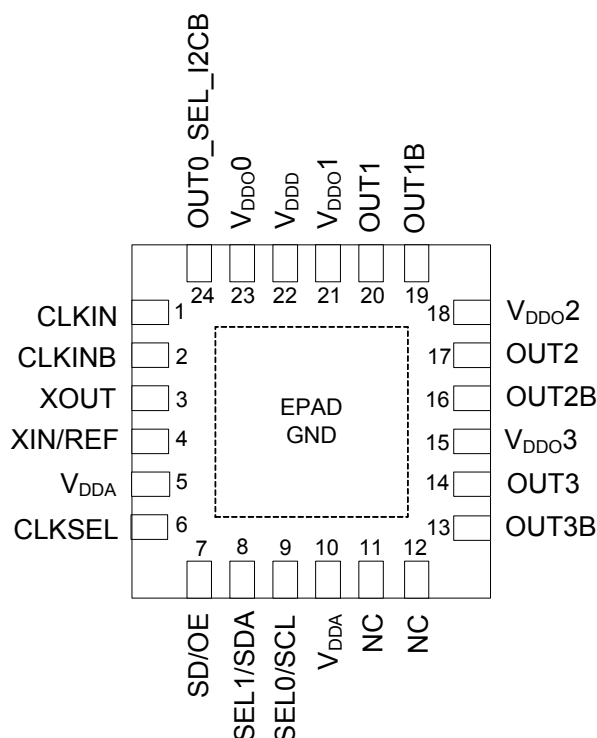 OUT0_SEL_I2CB
VDDO0
VDDD
VDDO1
OUT1
OUT1B
24
23
22
21
20
19
CLKIN
1
CLKINB
2
XOUT
3
XIN/REF
4
VDDA
5
CLKSEL
6
EPAD
GND
18
VDDO2
17
OUT2
16
OUT2B
15
VDDO3
14
OUT3
13
OUT3B
7
8
9
10
11
12
SD/OE
SEL1/SDA
SEL0/SCL
VDDA
NC
NC